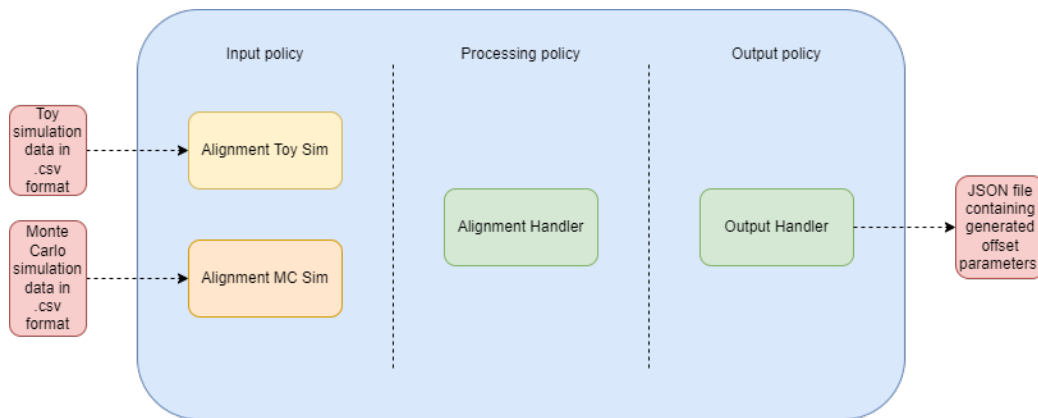 Input policy
Processing policy
Output policy
Toy
simulation
data in
.csv
format
Alignment Toy Sim
Monte
Carlo
simulation
data in
.csv
format
Alignment MC Sim
Alignment Handler
Output Handler
JSON file
containing
generated
offset
parameters